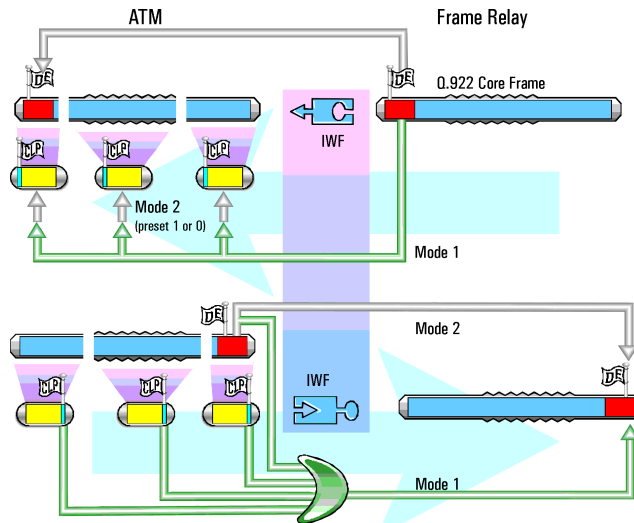 ATM
Frame Relay
DE
DE
Q.922 Core Frame
IWF
CLP
CLP
CLP
Mode 2
(preset 1 or 0)
Mode 1
DE
Mode 2
DE
IWF
CLP
CLP
CLP
Mode 1